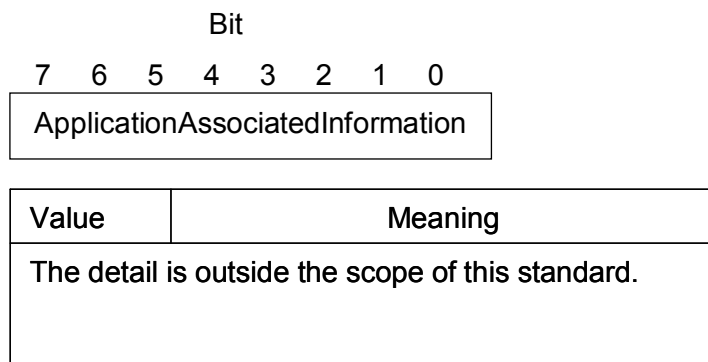 Bit
7 6 5 4 3 2 1 0
ApplicationAssociatedInformation
Value Meaning
The detail is outside the scope of this standard.